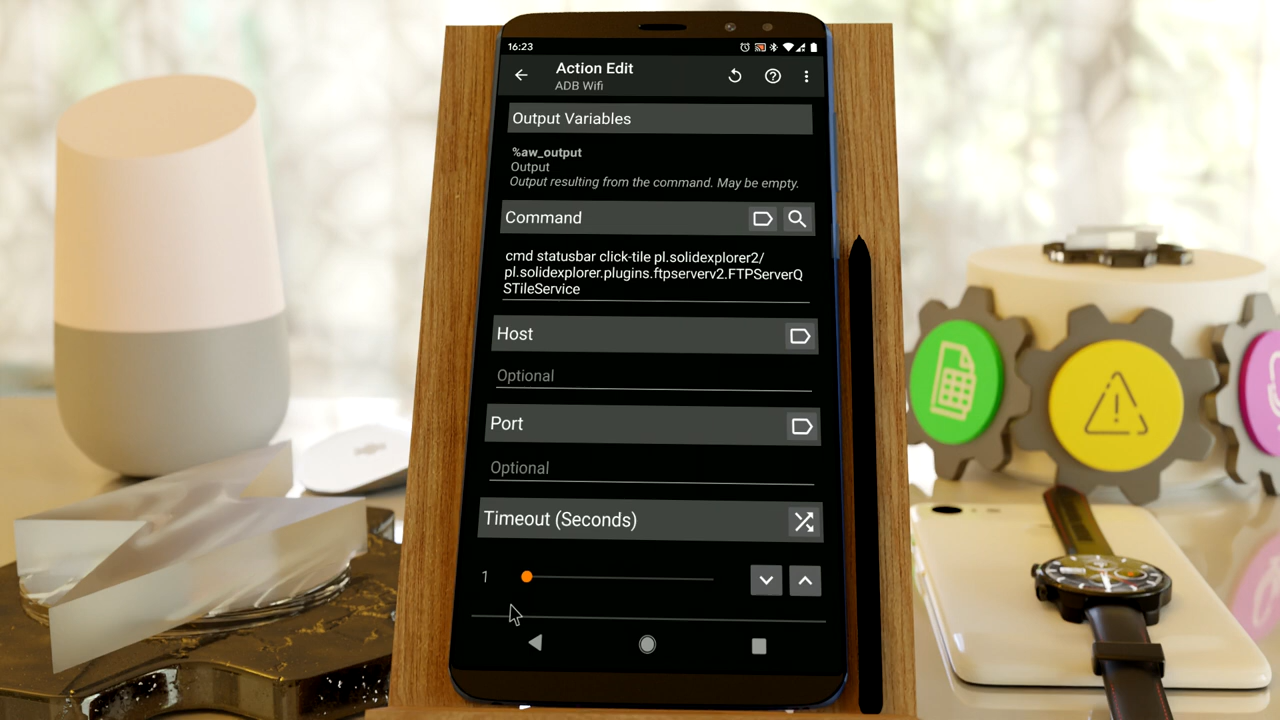 16:23
Action Edit
ADB Wifi
Output Variables
%aw_output
Output
Output resulting from the command. May be empty.
Command
cmd statusbar click-tile pl.solidexplorer2/
pl.solidexplorer.plugins.ftpserverv2.FTPServerQ
STileService
Host
Optional
Port
Optional
Timeout (Seconds)
1